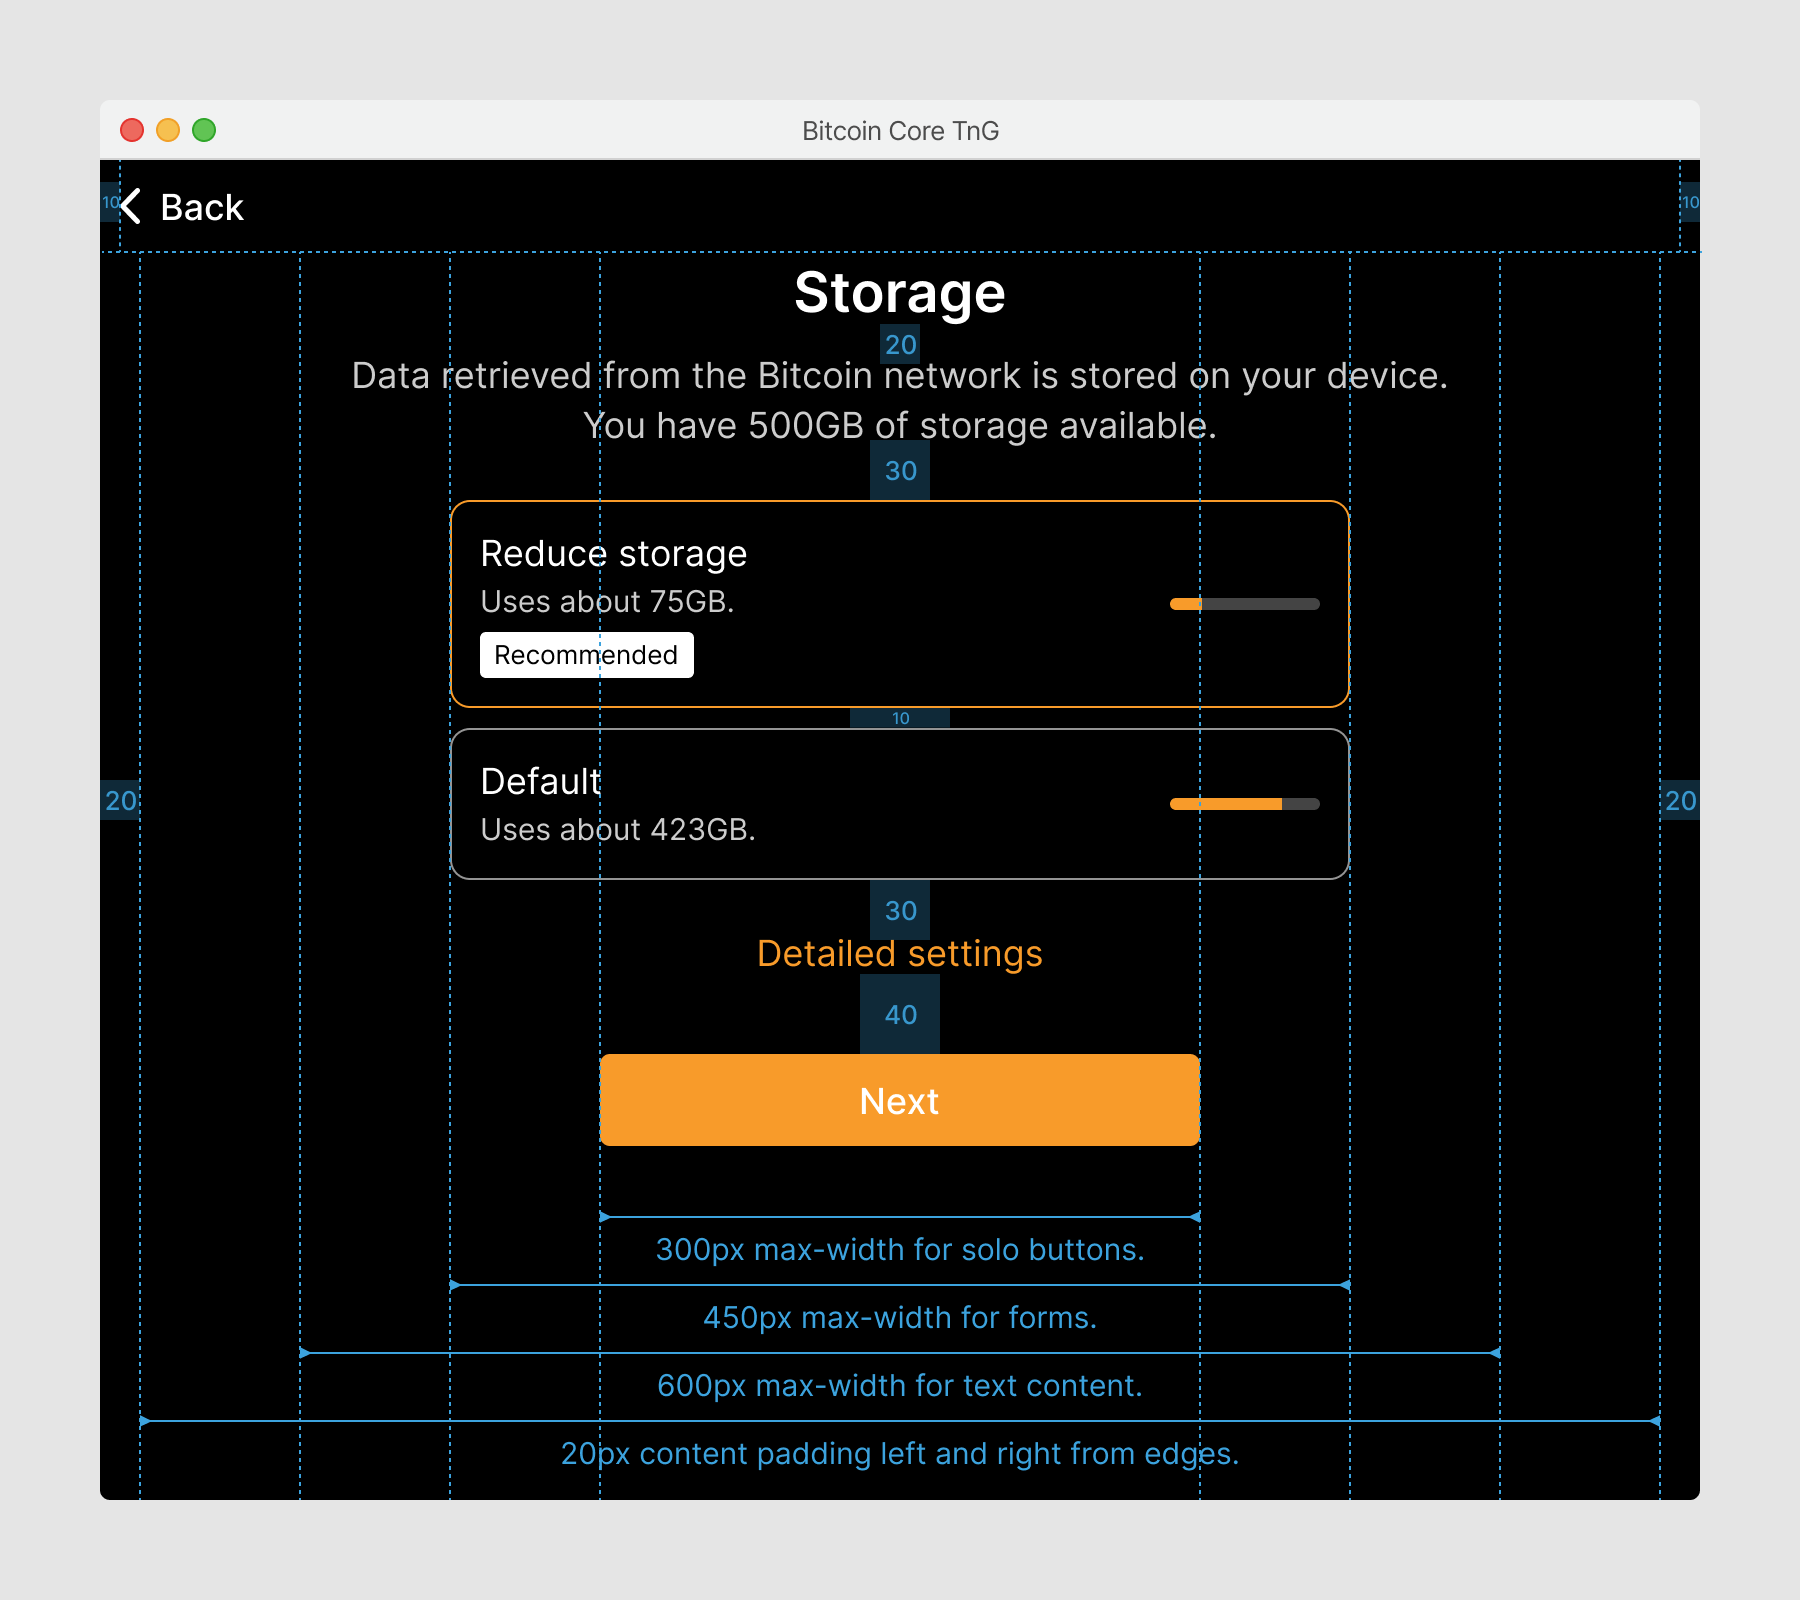 Bitcoin Core TnG
10
Back
10
Storage
20
Data retrieved from the Bitcoin network is stored on your device.
You have 500GB of storage available.
30
Reduce storage
Uses about 75GB.
Recommended
10
Default
Uses about 423GB.
20
20
30
Detailed settings
40
Next
300px max-width for solo buttons.
450px max-width for forms.
600px max-width for text content.
20px content padding left and right from edges.